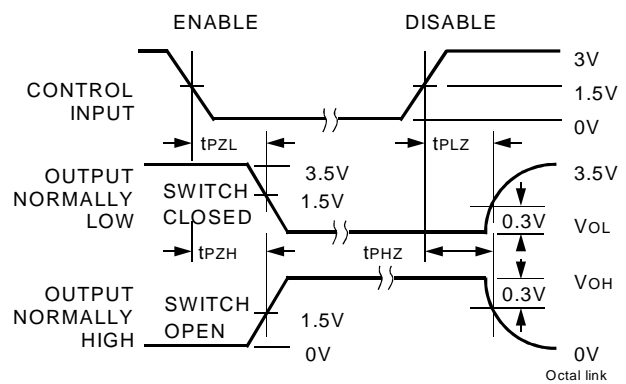 ENABLE
DISABLE
3V
CONTROL
INPUT
1.5V
0V
tPZL
tPLZ
OUTPUT
NORMALLY
LOW
SWITCH
CLOSED
3.5V
1.5V
3.5V
0.3V
VOL
tPZH
tPHZ
VOH
0.3V
OUTPUT
NORMALLY
HIGH
SWITCH
OPEN
1.5V
0V
0V
Octal link